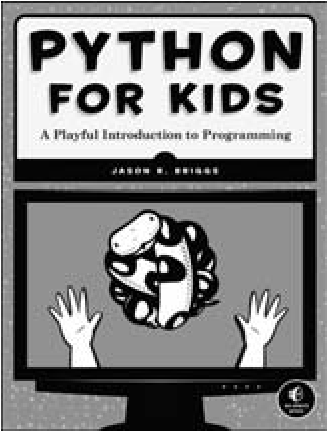 PYTHON
FOR KIDS
A Playful Introduction to Programming
JASON R. BRIGGS